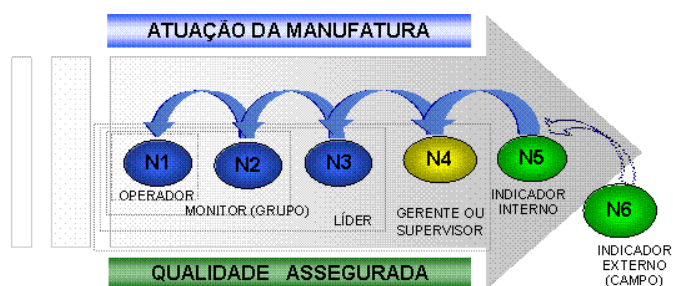 ATUAÇÃO DA MANUFATURA
N1
N2
N3
N4
N5
N6
OPERADOR
MONITOR (GRUPO)
LÍDER
GERENTE OU
SUPERVISOR
INDICADOR
INTERNO
INDICADOR
EXTERNO
(CAMPO)
QUALIDADE ASSEGURADA